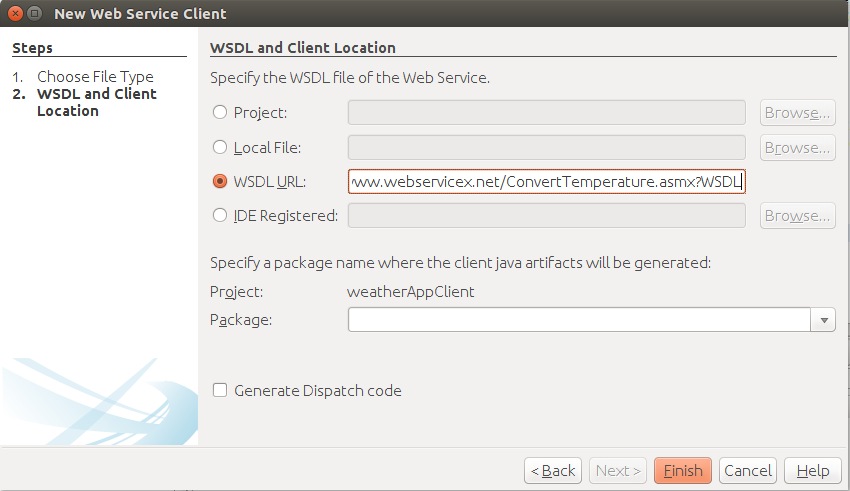 New Web Service Client
Steps
1. Choose File Type
2. WSDL and Client
Location
WSDL and Client Location
Specify the WSDL file of the Web Service.
Project:
Browse...
Local File:
Browse...
WSDL URL:
www.webservicex.net/ConvertTemperature.asmx?WSDL
IDE Registered:
Browse...
Specify a package name where the client java artifacts will be generated:
Project: weatherAppClient
Package:
Generate Dispatch code
< Back
Next >
Finish
Cancel
Help